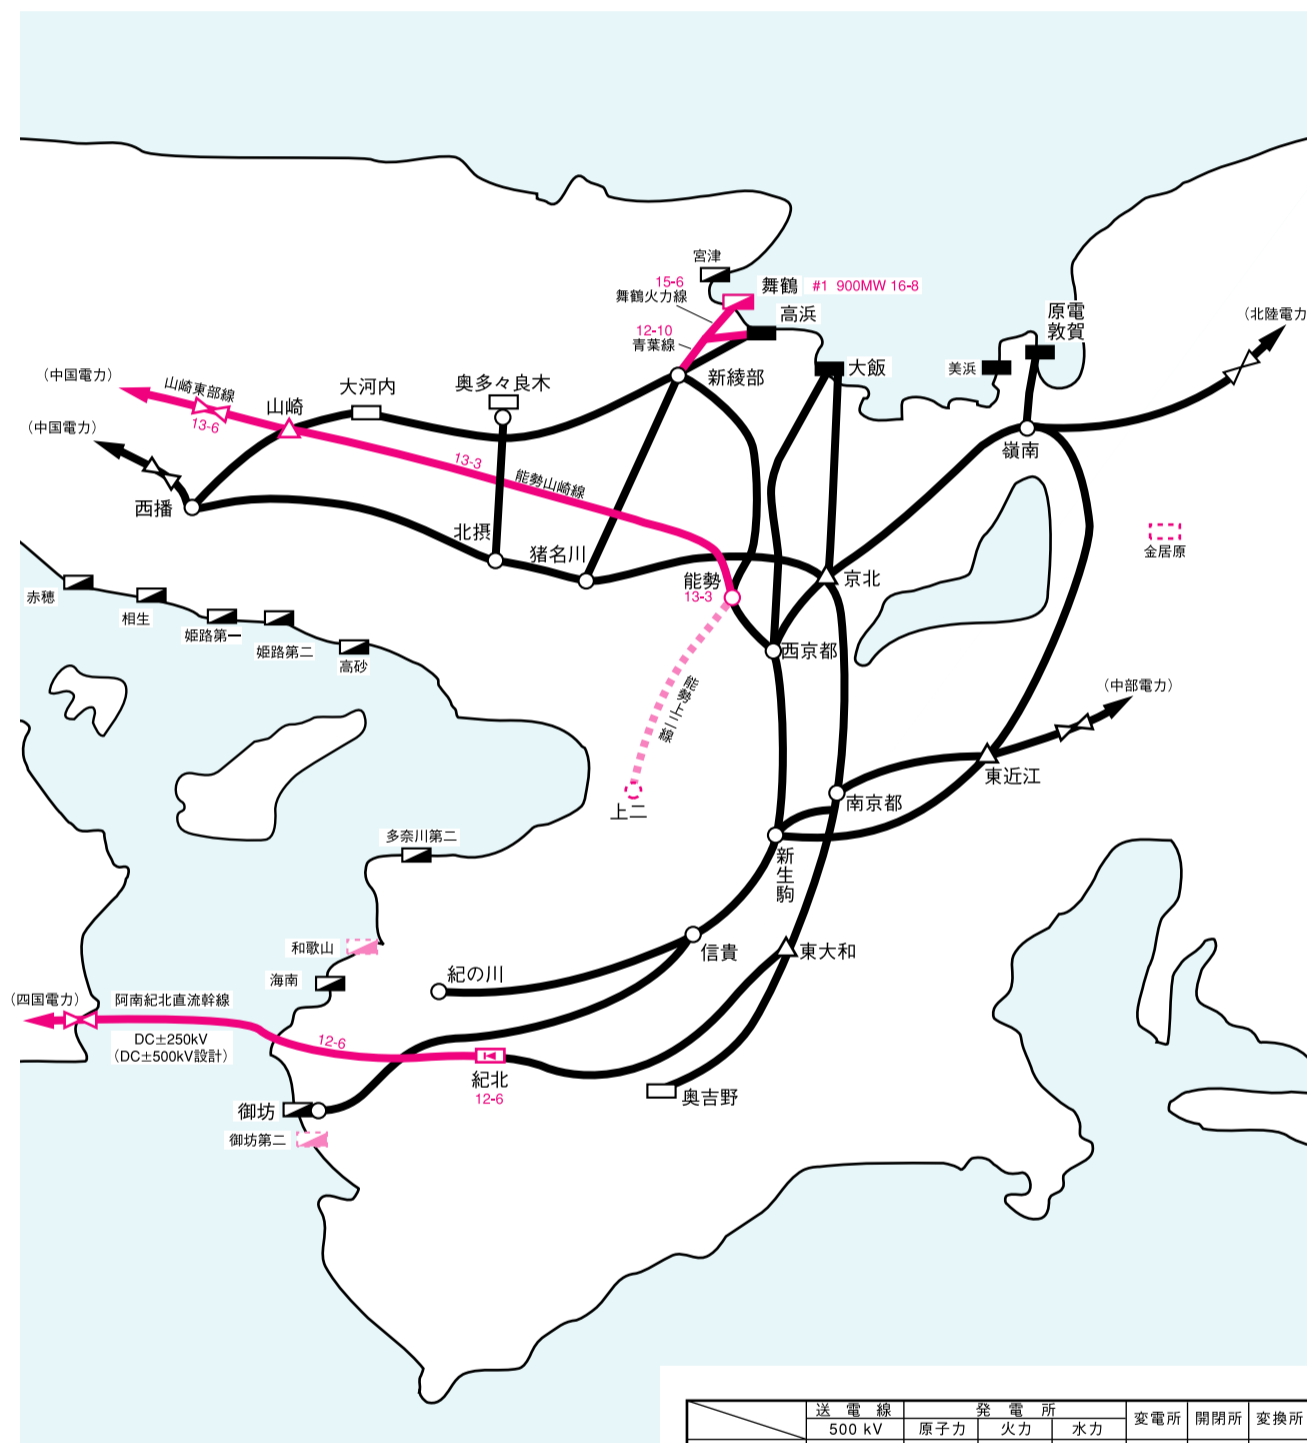 宮津
15-6
舞鶴火力線
舞鶴
#1 900MW 16-8
12-10
青葉線
高浜
原電
敦賀
(北陸電力
美浜
大飯
新綾部
(中国電力)
山崎東部線
13-6
山崎
大河内
奥多々良木
嶺南
(中国電力)
13-3
能勢山崎線
西播
北摂
猪名川
金居原
能勢
13-3
京北
赤穂
相生
姫路第一
姫路第二
高砂
西京都
能勢上二線
(中部電力)
東近江
上二
南京都
多奈川第二
新生駒
和歌山
信貴
東大和
海南
紀の川
(四国電力)
阿南紀北直流幹線
DC±250kV
(DC±500kV設計)
12-6
紀北
12-6
奥吉野
御坊
御坊第二
送電線
発電所
変電所
開閉所
変換所
500 kV
原子力
火力
水力